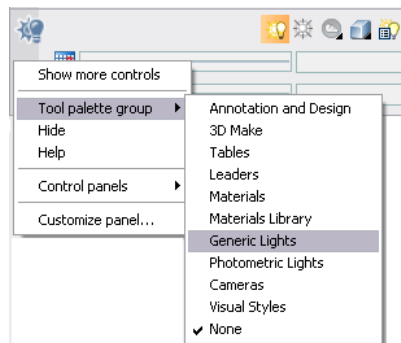 Show more controls
Tool palette group
Hide
Help
Control panels
Customize panel...
Annotation and Design
3D Make
Tables
Leaders
Materials
Materials Library
Generic Lights
Photometric Lights
Cameras
Visual Styles
None